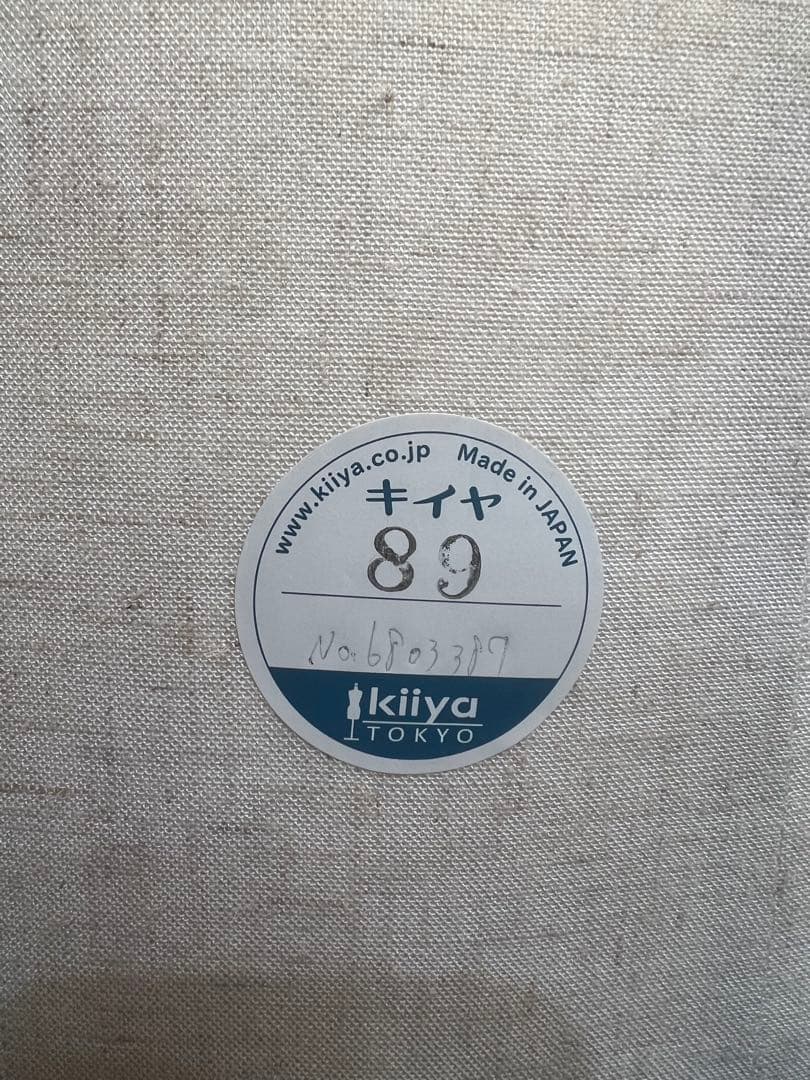 www.kiiya.co.jp Made in JAPAN
キイヤ
89
No.6803387
kiiya
TOKYO